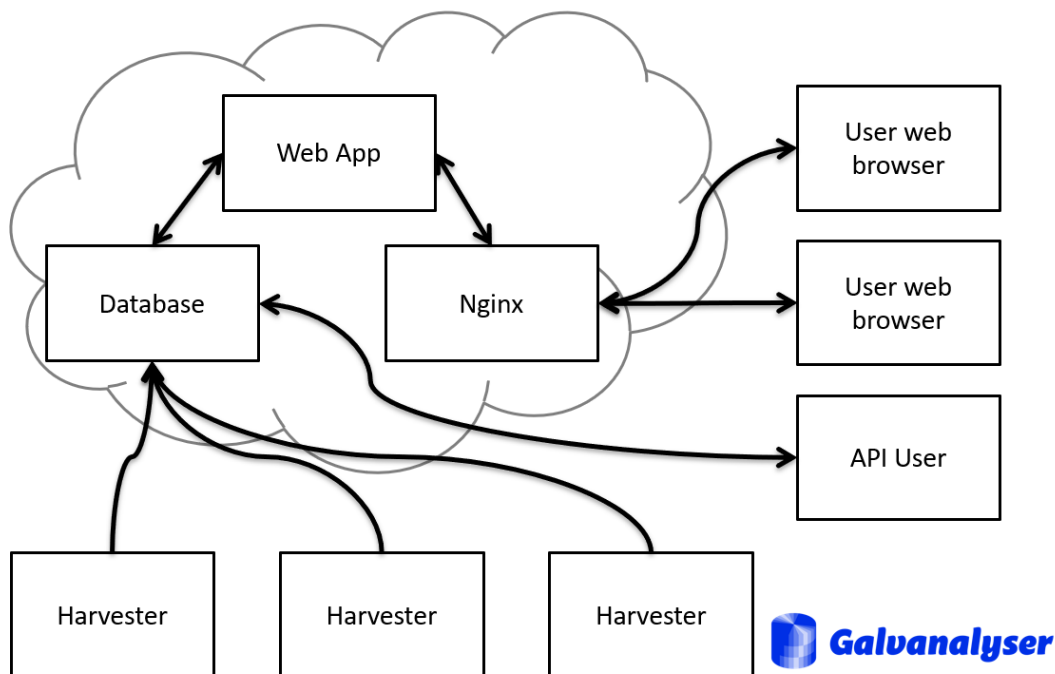 Web App
User web
browser
Database
Nginx
User web
browser
API User
Harvester
Harvester
Harvester
Galvanalyser